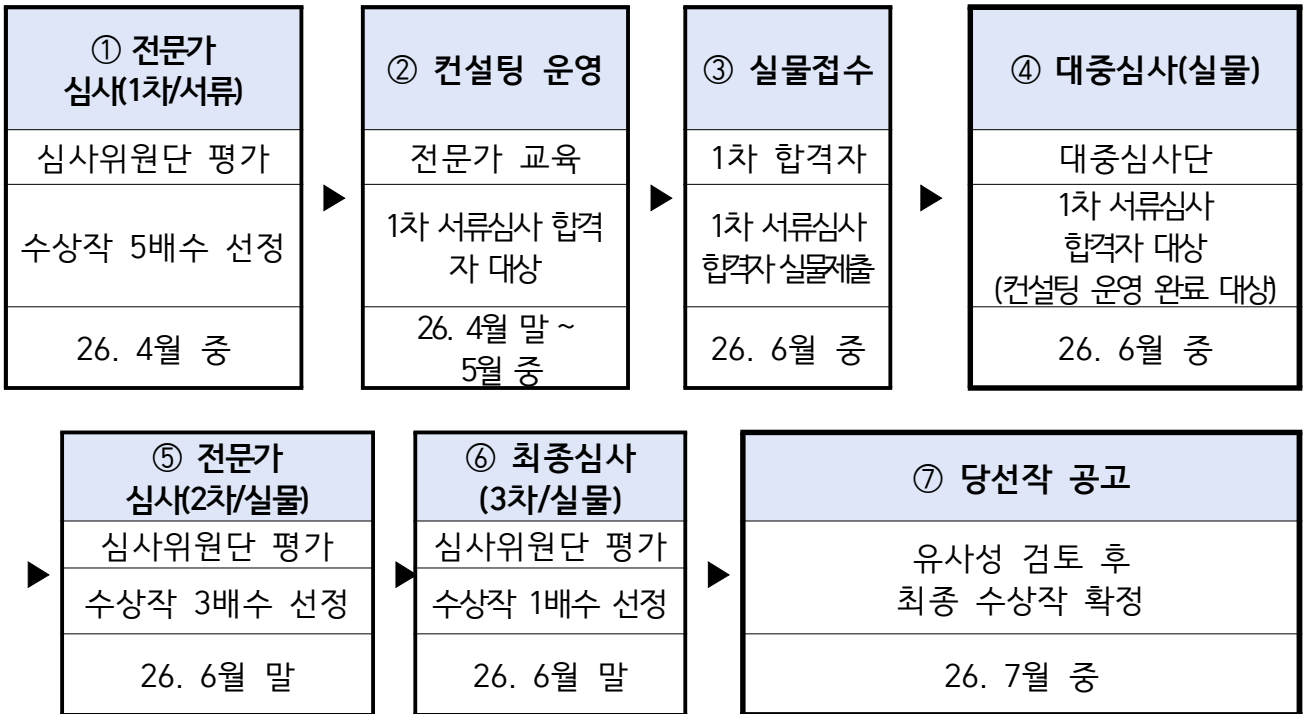 ① 전문가
심사(1차/서류)
심사위원단 평가
수상작 5배수 선정
26. 4월 중
▶
② 컨설팅 운영
전문가 교육
1차 서류심사 합격
자 대상
26. 4월 말 ~
5월 중
▶
③ 실물접수
1차 합격자
1차 서류심사
합격자 실물제출
26. 6월 중
▶
④ 대중심사(실물)
대중심사단
1차 서류심사
합격자 대상
(컨설팅 운영 완료 대상)
26. 6월 중
▶
⑤ 전문가
심사(2차/실물)
심사위원단 평가
수상작 3배수 선정
26. 6월 말
▶
⑥ 최종심사
(3차/실물)
심사위원단 평가
수상작 1배수 선정
26. 6월 말
▶
⑦ 당선작 공고
유사성 검토 후
최종 수상작 확정
26. 7월 중